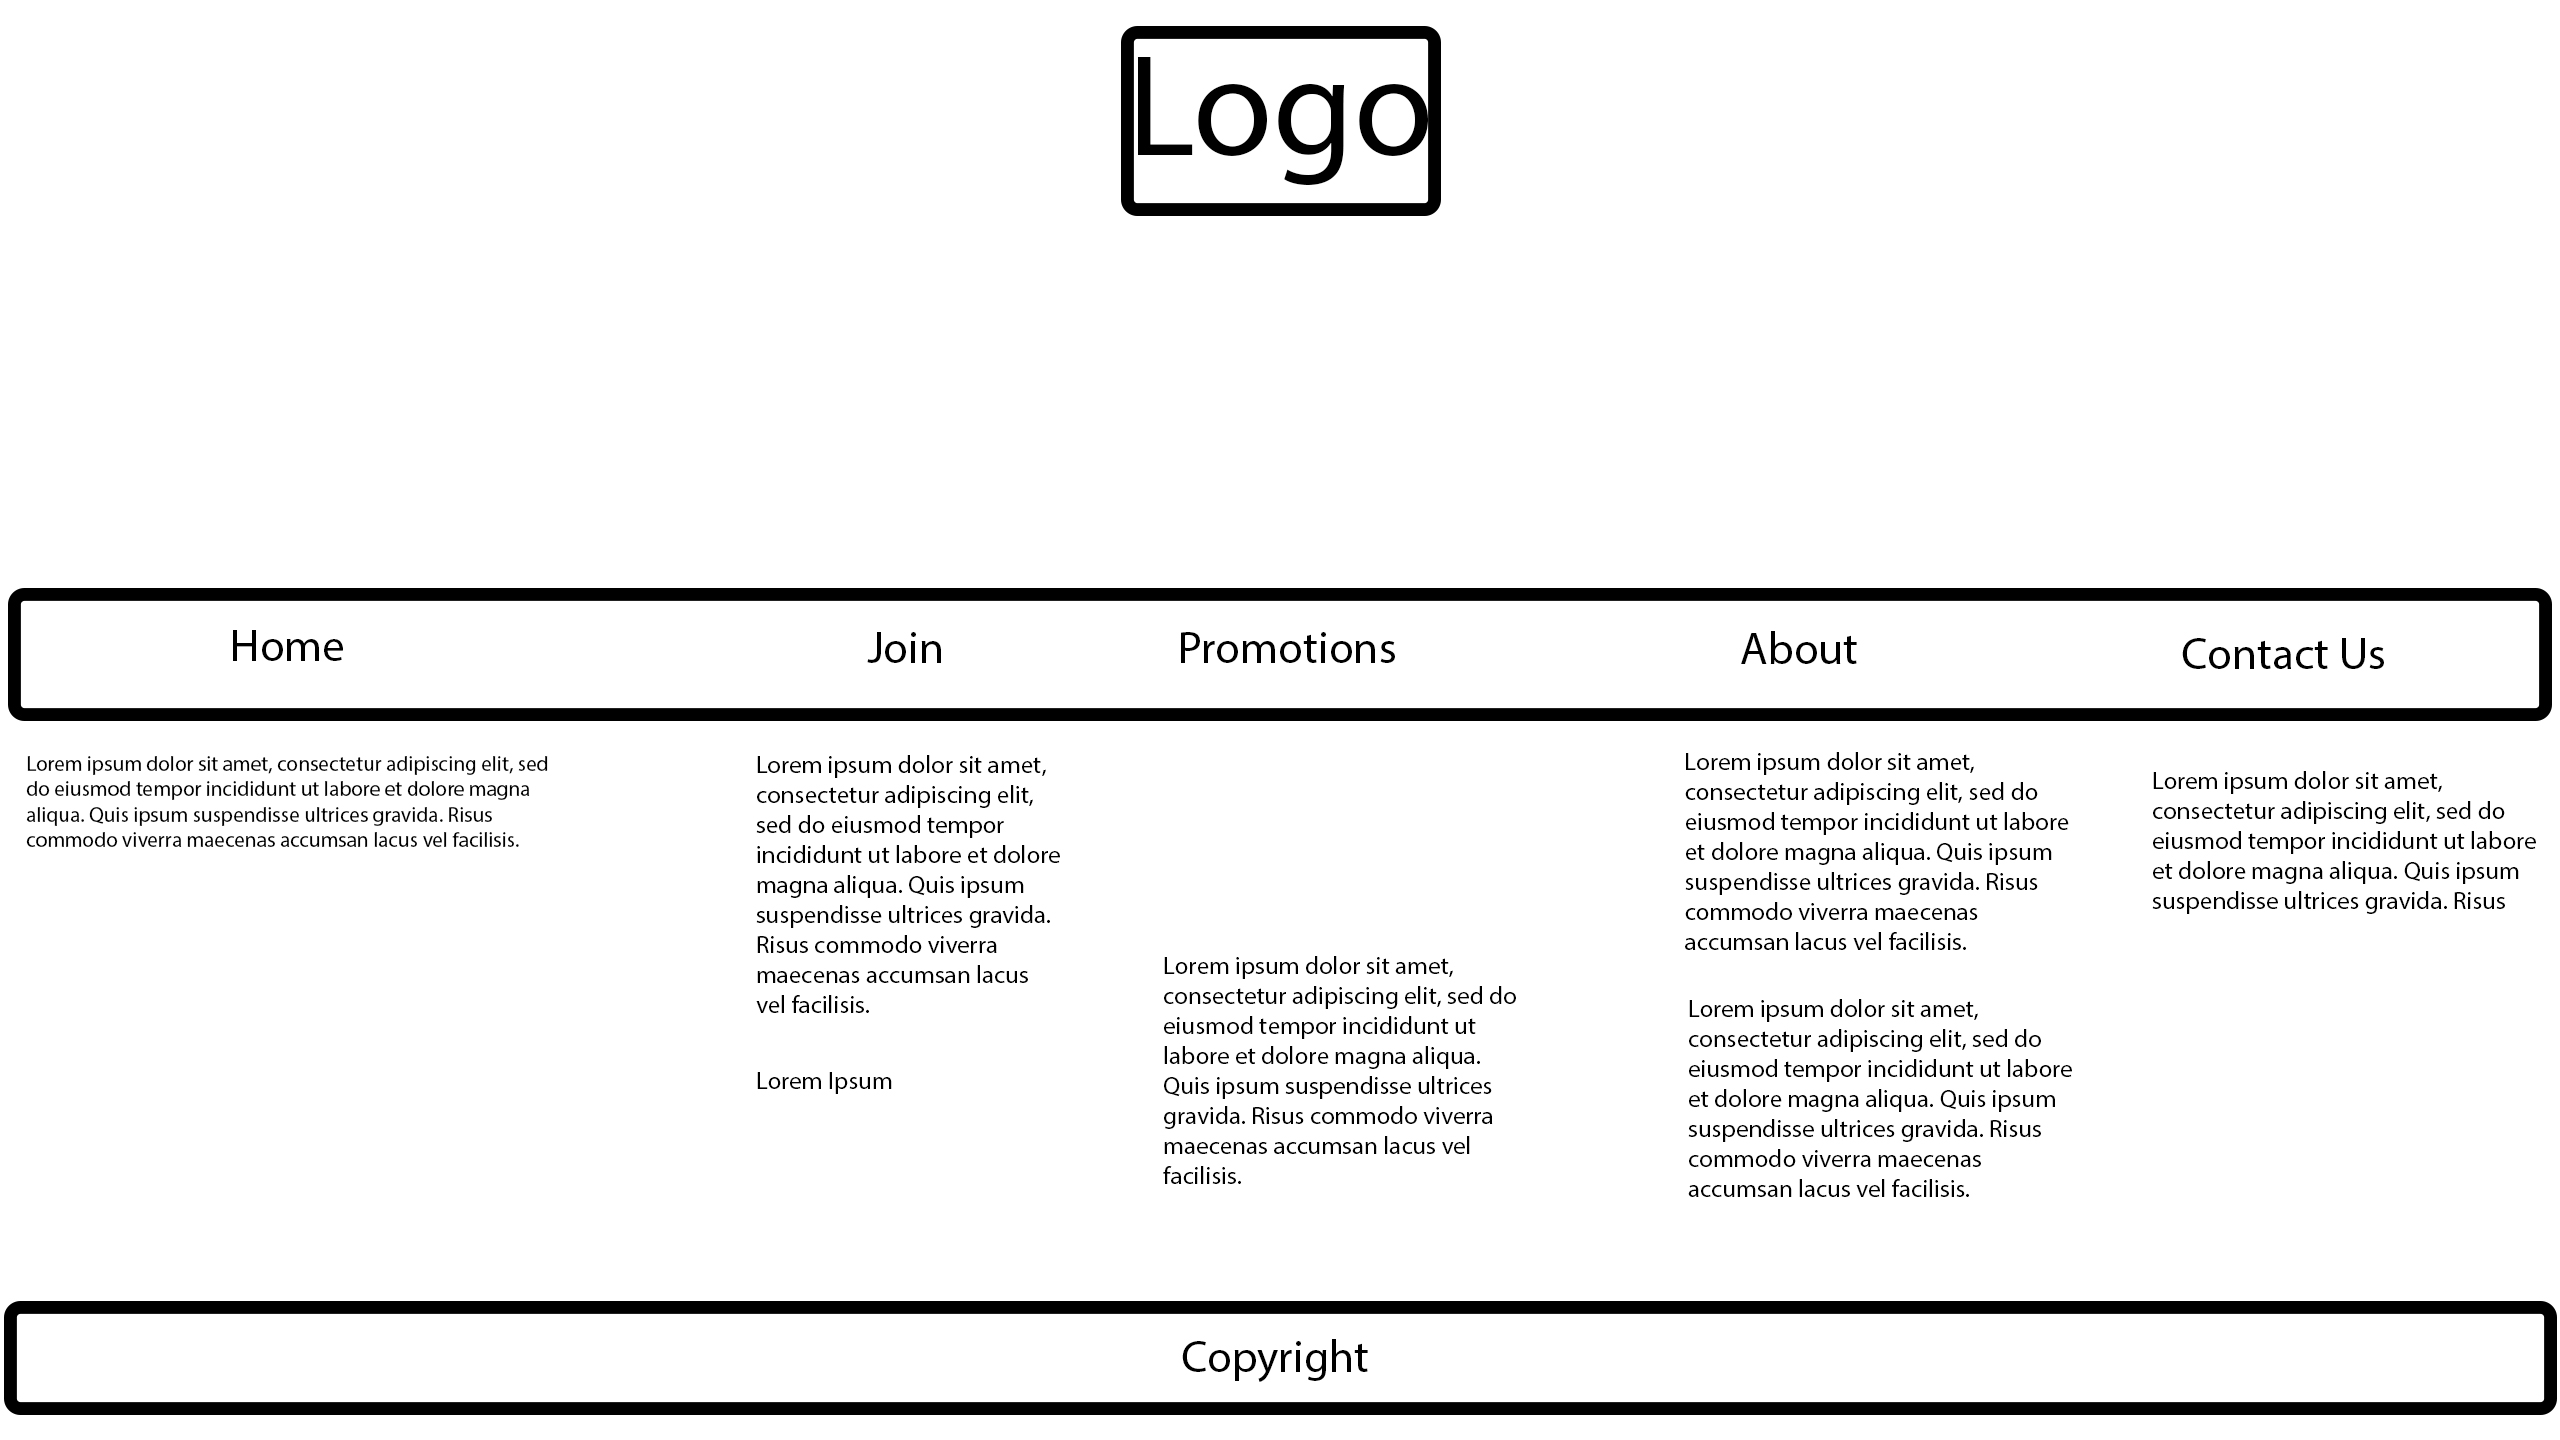 Logo
Home
Join
Promotions
About
Contact Us
Lorem ipsum dolor sit amet, consectetur adipiscing elit, sed
do eiusmod tempor incididunt ut labore et dolore magna
aliqua. Quis ipsum suspendisse ultrices gravida. Risus
commodo viverra maecenas accumsan lacus vel facilisis.
Lorem ipsum dolor sit amet,
consectetur adipiscing elit,
sed do eiusmod tempor
incididunt ut labore et dolore
magna aliqua. Quis ipsum
suspendisse ultrices gravida.
Risus commodo viverra
maecenas accumsan lacus
vel facilisis.
Lorem Ipsum
Lorem ipsum dolor sit amet,
consectetur adipiscing elit, sed do
eiusmod tempor incididunt ut
labore et dolore magna aliqua.
Quis ipsum suspendisse ultrices
gravida. Risus commodo viverra
maecenas accumsan lacus vel
facilisis.
Lorem ipsum dolor sit amet,
consectetur adipiscing elit, sed do
eiusmod tempor incididunt ut labore
et dolore magna aliqua. Quis ipsum
suspendisse ultrices gravida. Risus
commodo viverra maecenas
accumsan lacus vel facilisis.
Lorem ipsum dolor sit amet,
consectetur adipiscing elit, sed do
eiusmod tempor incididunt ut labore
et dolore magna aliqua. Quis ipsum
suspendisse ultrices gravida. Risus
commodo viverra maecenas
accumsan lacus vel facilisis.
Lorem ipsum dolor sit amet,
consectetur adipiscing elit, sed do
eiusmod tempor incididunt ut labore
et dolore magna aliqua. Quis ipsum
suspendisse ultrices gravida. Risus
Copyright